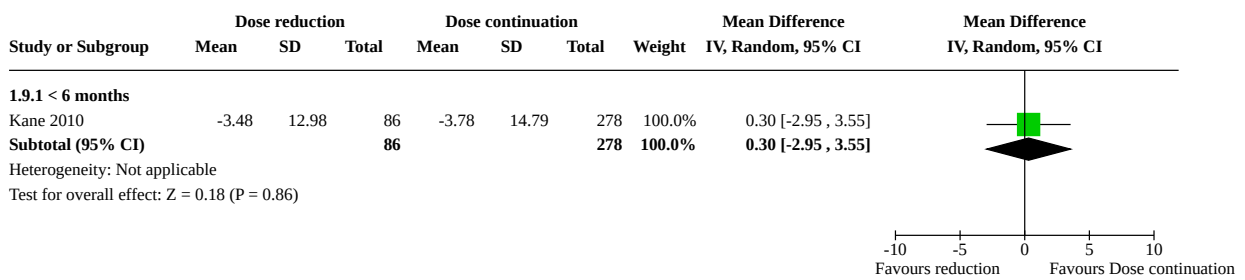 Dose reduction Dose continuation Mean Difference Mean Difference
Study or Subgroup Mean SD Total Mean SD Total Weight IV, Random, 95% CI IV, Random, 95% CI
1.9.1 < 6 months
Kane 2010 -3.48 12.98 86 -3.78 14.79 278 100.0% 0.30 [-2.95 , 3.55]
Subtotal (95% CI) 86 278 100.0% 0.30 [-2.95 , 3.55]
Heterogeneity: Not applicable
Test for overall effect: Z = 0.18 (P = 0.86)
-10 -5 0 5 10
Favours reduction Favours Dose continuation